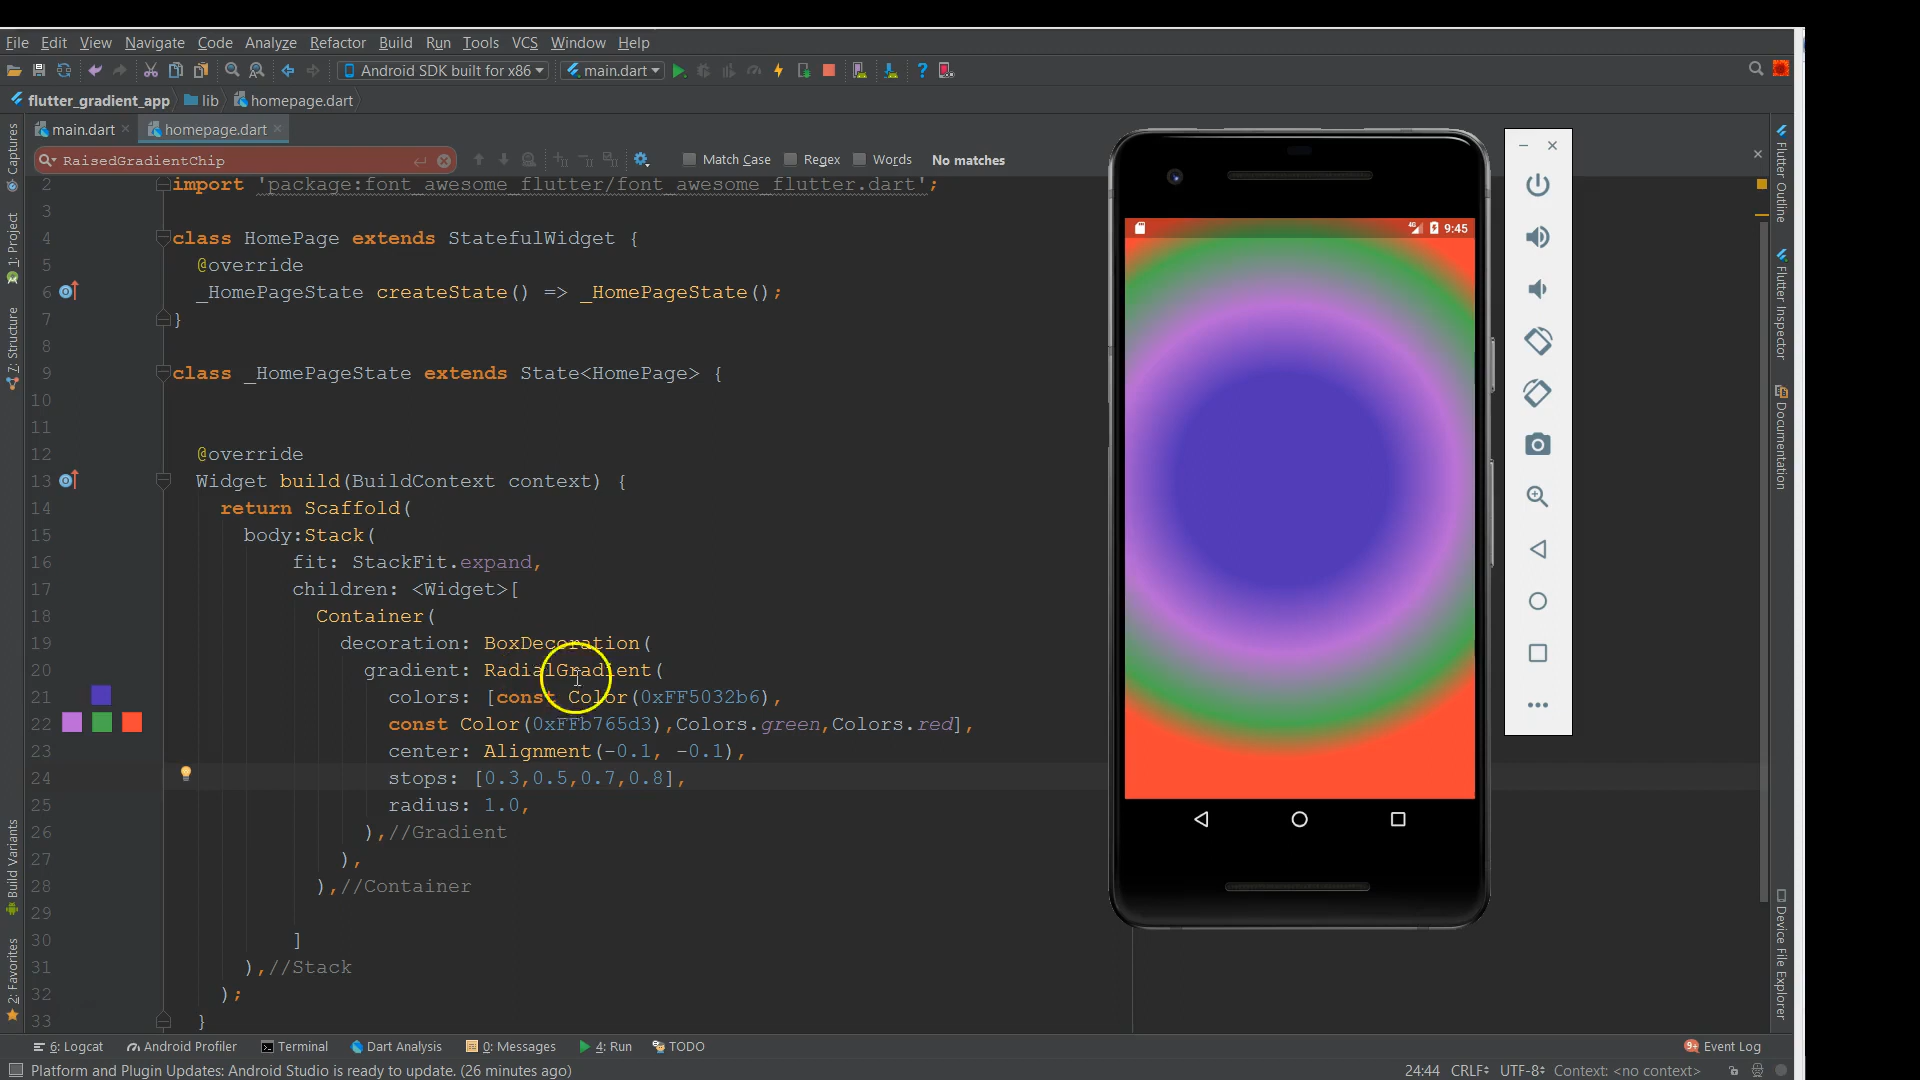 File Edit View Navigate Code Analyze Refactor Build Run Tools VCS Window Help
Android SDK built for x86 main.dart
flutter_gradient_app lib homepage.dart
main.dart homepage.dart
RaisedGradientChip Match Case Regex Words No matches
2 import 'package:font_awesome_flutter/font_awesome_flutter.dart';
3
4 class HomePage extends StatefulWidget {
5 @override
6 _HomePageState createState() => _HomePageState();
7 }
8
9 class _HomePageState extends State<HomePage> {
10
11
12 @override
13 Widget build(BuildContext context) {
14 return Scaffold(
15 body:Stack(
16 fit: StackFit.expand,
17 children: <Widget>[
18 Container(
19 decoration: BoxDecoration(
20 gradient: RadialGradient(
21 colors: [const Color(0xFF5032b6),
22 const Color(0xFFb765d3),Colors.green,Colors.red],
23 center: Alignment(-0.1, -0.1),
24 stops: [0.3,0.5,0.7,0.8],
25 radius: 1.0,
26 ),//Gradient
27 ),
28 ),//Container
29
30 ]
31 ),//Stack
32 );
33 }
Captures
1: Project
7: Structure
Build Variants
2: Favorites
4G 9:45
Flutter Outline
Flutter Inspector
Documentation
Device File Explorer
6: Logcat Android Profiler Terminal Dart Analysis 0: Messages 4: Run TODO 9+ Event Log
Platform and Plugin Updates: Android Studio is ready to update. (26 minutes ago) 24:44 CRLF UTF-8 Context: <no context>